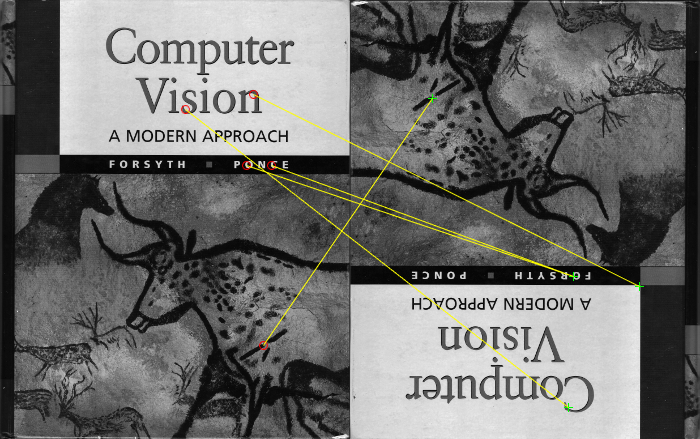 Computer
Vision
A MODERN APPROACH
FORSYTH ■ PONCE
FORSYTH ■ PONCE
A MODERN APPROACH
Vision
Computer